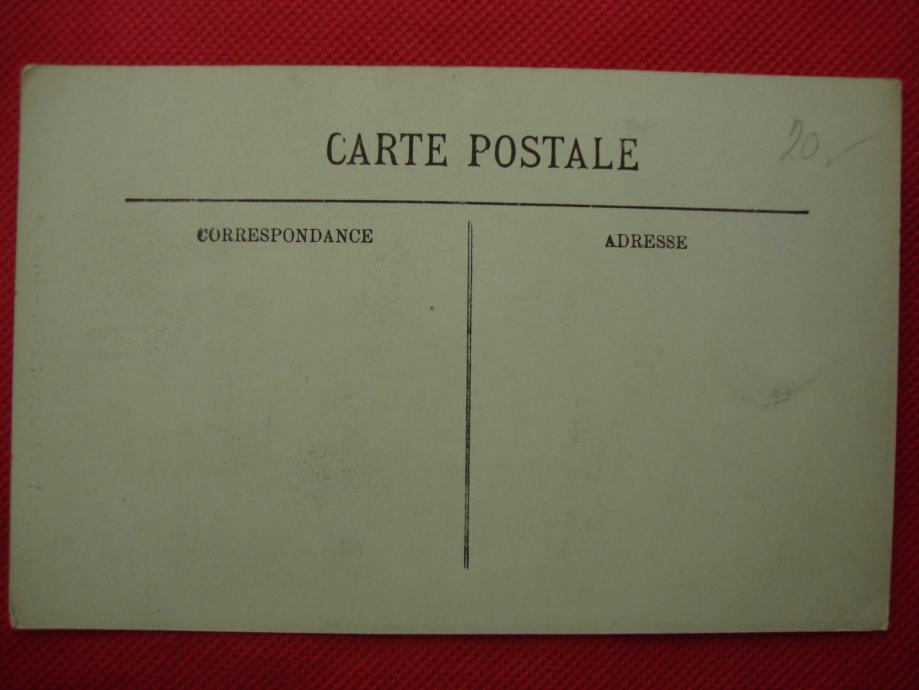 CARTE POSTALE
20
CORRESPONDANCE
ADRESSE